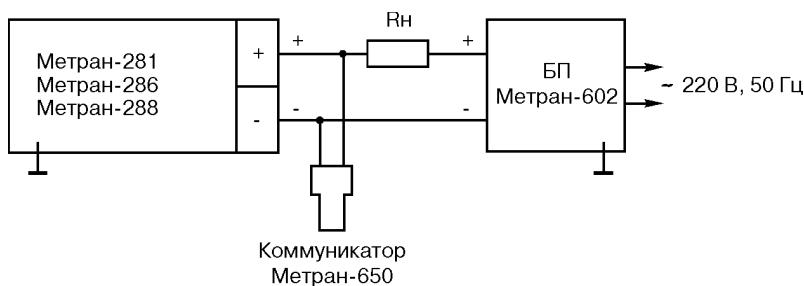 Метран-281
Метран-286
Метран-288
+
-
+
-
Rн
+
-
БП
Метран-602
~ 220 В, 50 Гц
Коммуникатор
Метран-650